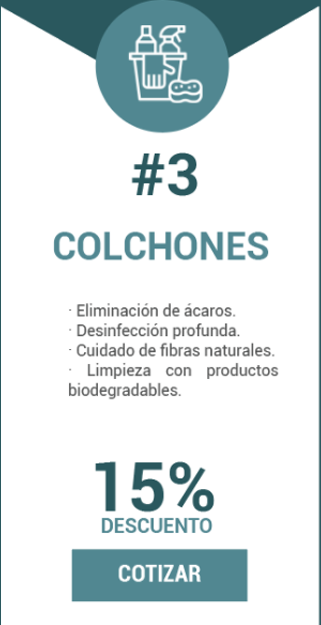 #3
COLCHONES
· Eliminación de ácaros.
· Desinfección profunda.
· Cuidado de fibras naturales.
· Limpieza con productos
biodegradables.
15%
DESCUENTO
COTIZAR